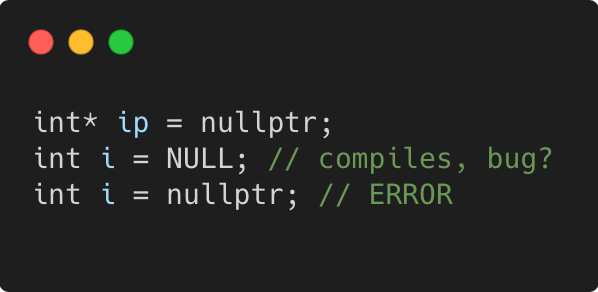 int* ip = nullptr;
int i = NULL; // compiles, bug?
int i = nullptr; // ERROR